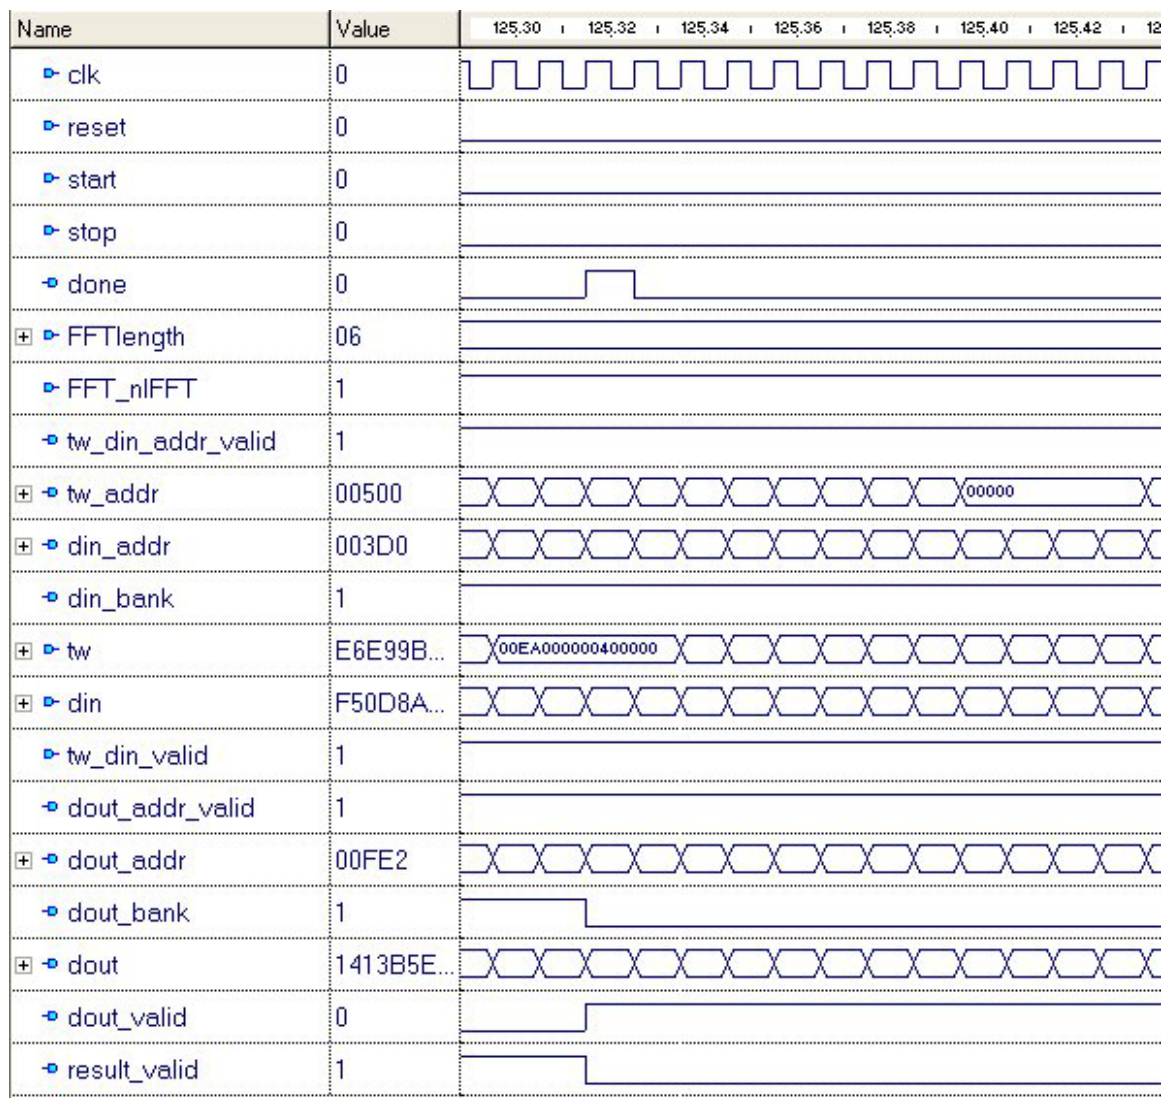 Name Value 125.30 125.32 125.34 125.36 125.38 125.40 125.42 12
clk 0
reset 0
start 0
stop 0
done 0
FFTlength 06
FFT_nIFFT 1
tw_din_addr_valid 1
tw_addr 00500 00000
din_addr 003D0
din_bank 1
tw E6E99B... 00EA000000400000
din F50D8A...
tw_din_valid 1
dout_addr_valid 1
dout_addr 00FE2
dout_bank 1
dout 1413B5E...
dout_valid 0
result_valid 1